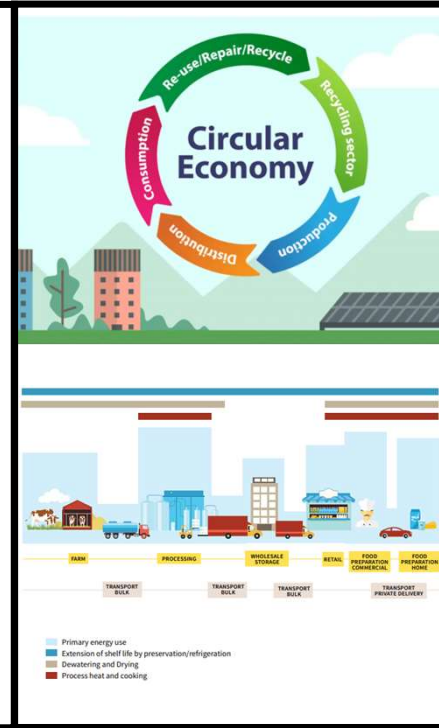 Re-use/Repair/Recycle
Recycling sector
Production
Distribution
Consumption
Circular
Economy
FARM
PROCESSING
WHOLESALE
STORAGE
RETAIL
FOOD
PREPARATION
COMMERCIAL
FOOD
PREPARATION
HOME
TRANSPORT
BULK
TRANSPORT
BULK
TRANSPORT
BULK
TRANSPORT
PRIVATE DELIVERY
Primary energy use
Extension of shelf life by preservation/refrigeration
Dewatering and Drying
Process heat and cooking